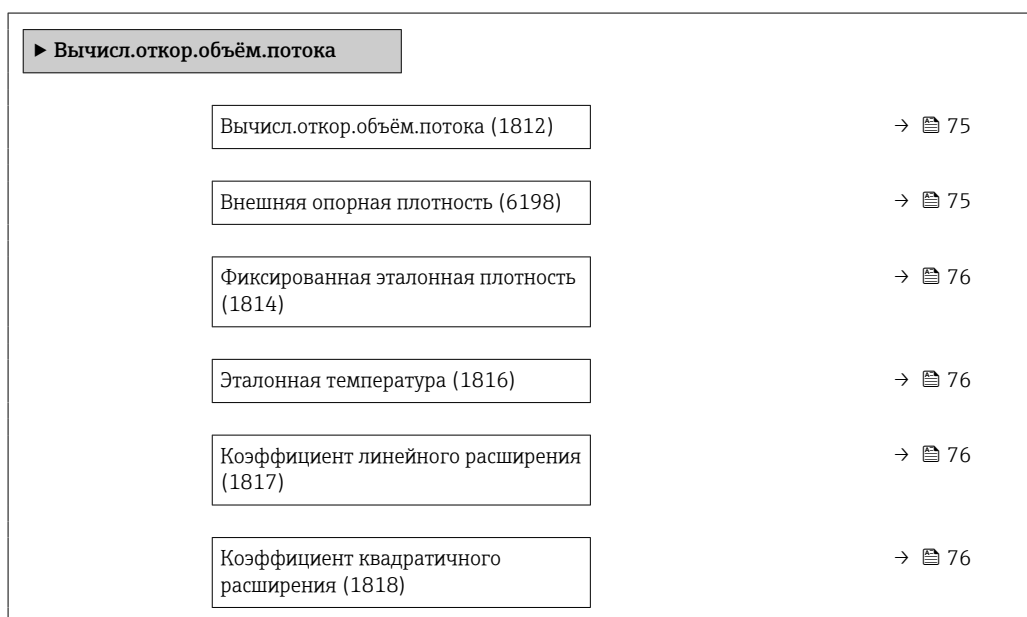 ▶ Вычисл.откор.объём.потока
Вычисл.откор.объём.потока (1812) → 75
Внешняя опорная плотность (6198) → 75
Фиксированная эталонная плотность → 76
(1814)
Эталонная температура (1816) → 76
Коэффициент линейного расширения → 76
(1817)
Коэффициент квадратичного → 76
расширения (1818)